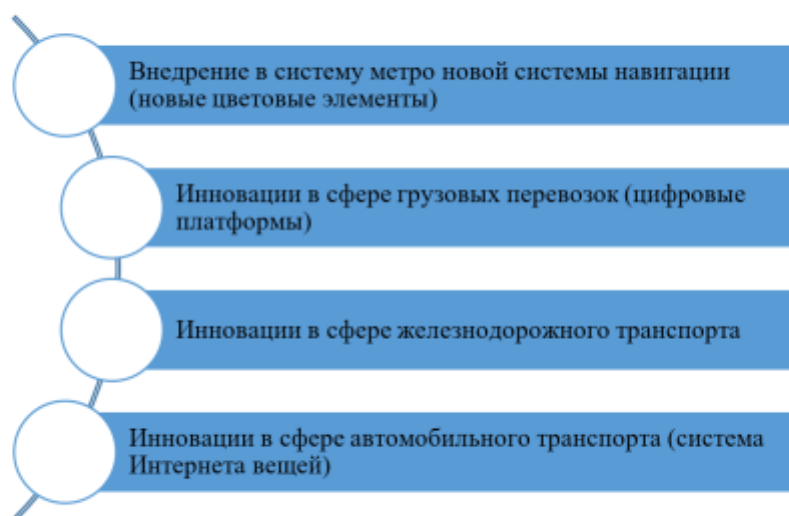 Внедрение в систему метро новой системы навигации
(новые цветовые элементы)
Инновации в сфере грузовых перевозок (цифровые
платформы)
Инновации в сфере железнодорожного транспорта
Инновации в сфере автомобильного транспорта (система
Интернета вещей)